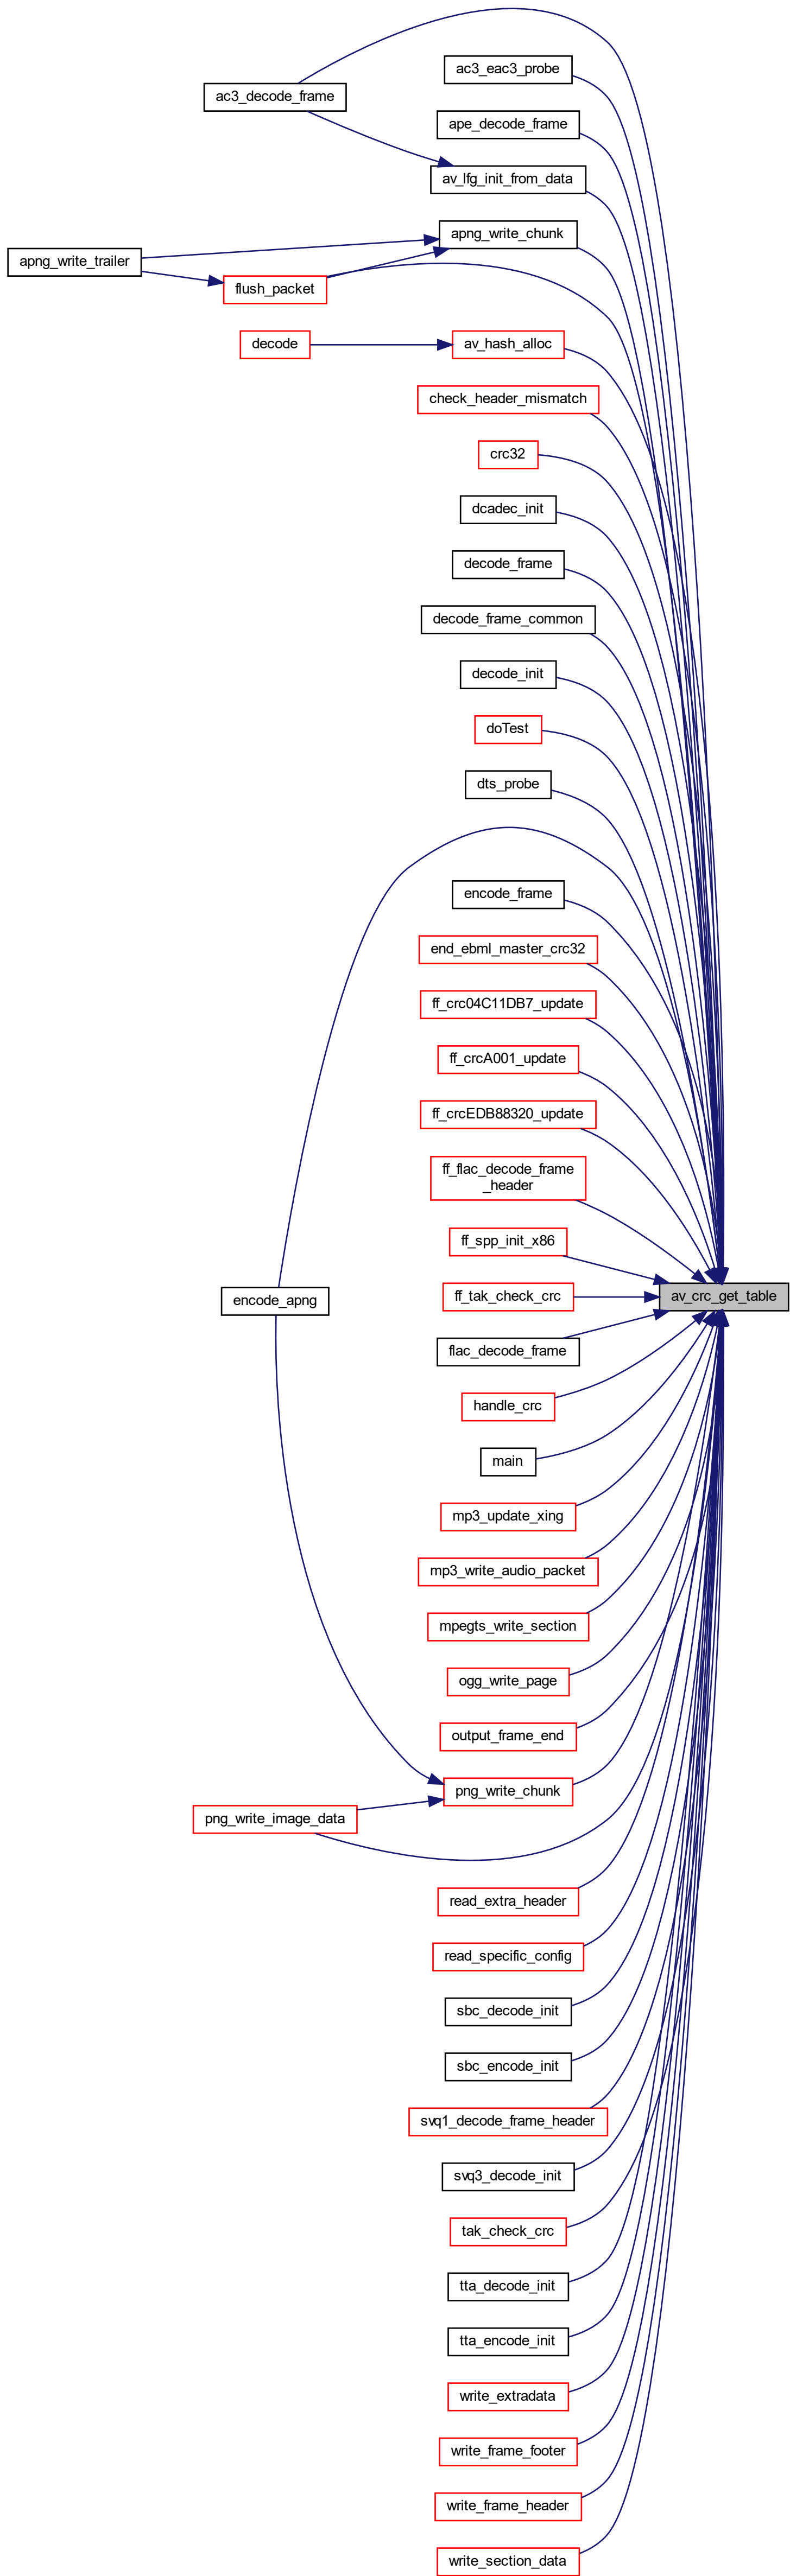 ac3_eac3_probe
ac3_decode_frame
ape_decode_frame
av_lfg_init_from_data
apng_write_chunk
apng_write_trailer
flush_packet
decode
av_hash_alloc
check_header_mismatch
crc32
dcadec_init
decode_frame
decode_frame_common
decode_init
doTest
dts_probe
encode_frame
end_ebml_master_crc32
ff_crc04C11DB7_update
ff_crcA001_update
ff_crcEDB88320_update
ff_flac_decode_frame
_header
ff_spp_init_x86
ff_tak_check_crc
av_crc_get_table
encode_apng
flac_decode_frame
handle_crc
main
mp3_update_xing
mp3_write_audio_packet
mpegts_write_section
ogg_write_page
output_frame_end
png_write_chunk
png_write_image_data
read_extra_header
read_specific_config
sbc_decode_init
sbc_encode_init
svq1_decode_frame_header
svq3_decode_init
tak_check_crc
tta_decode_init
tta_encode_init
write_extradata
write_frame_footer
write_frame_header
write_section_data